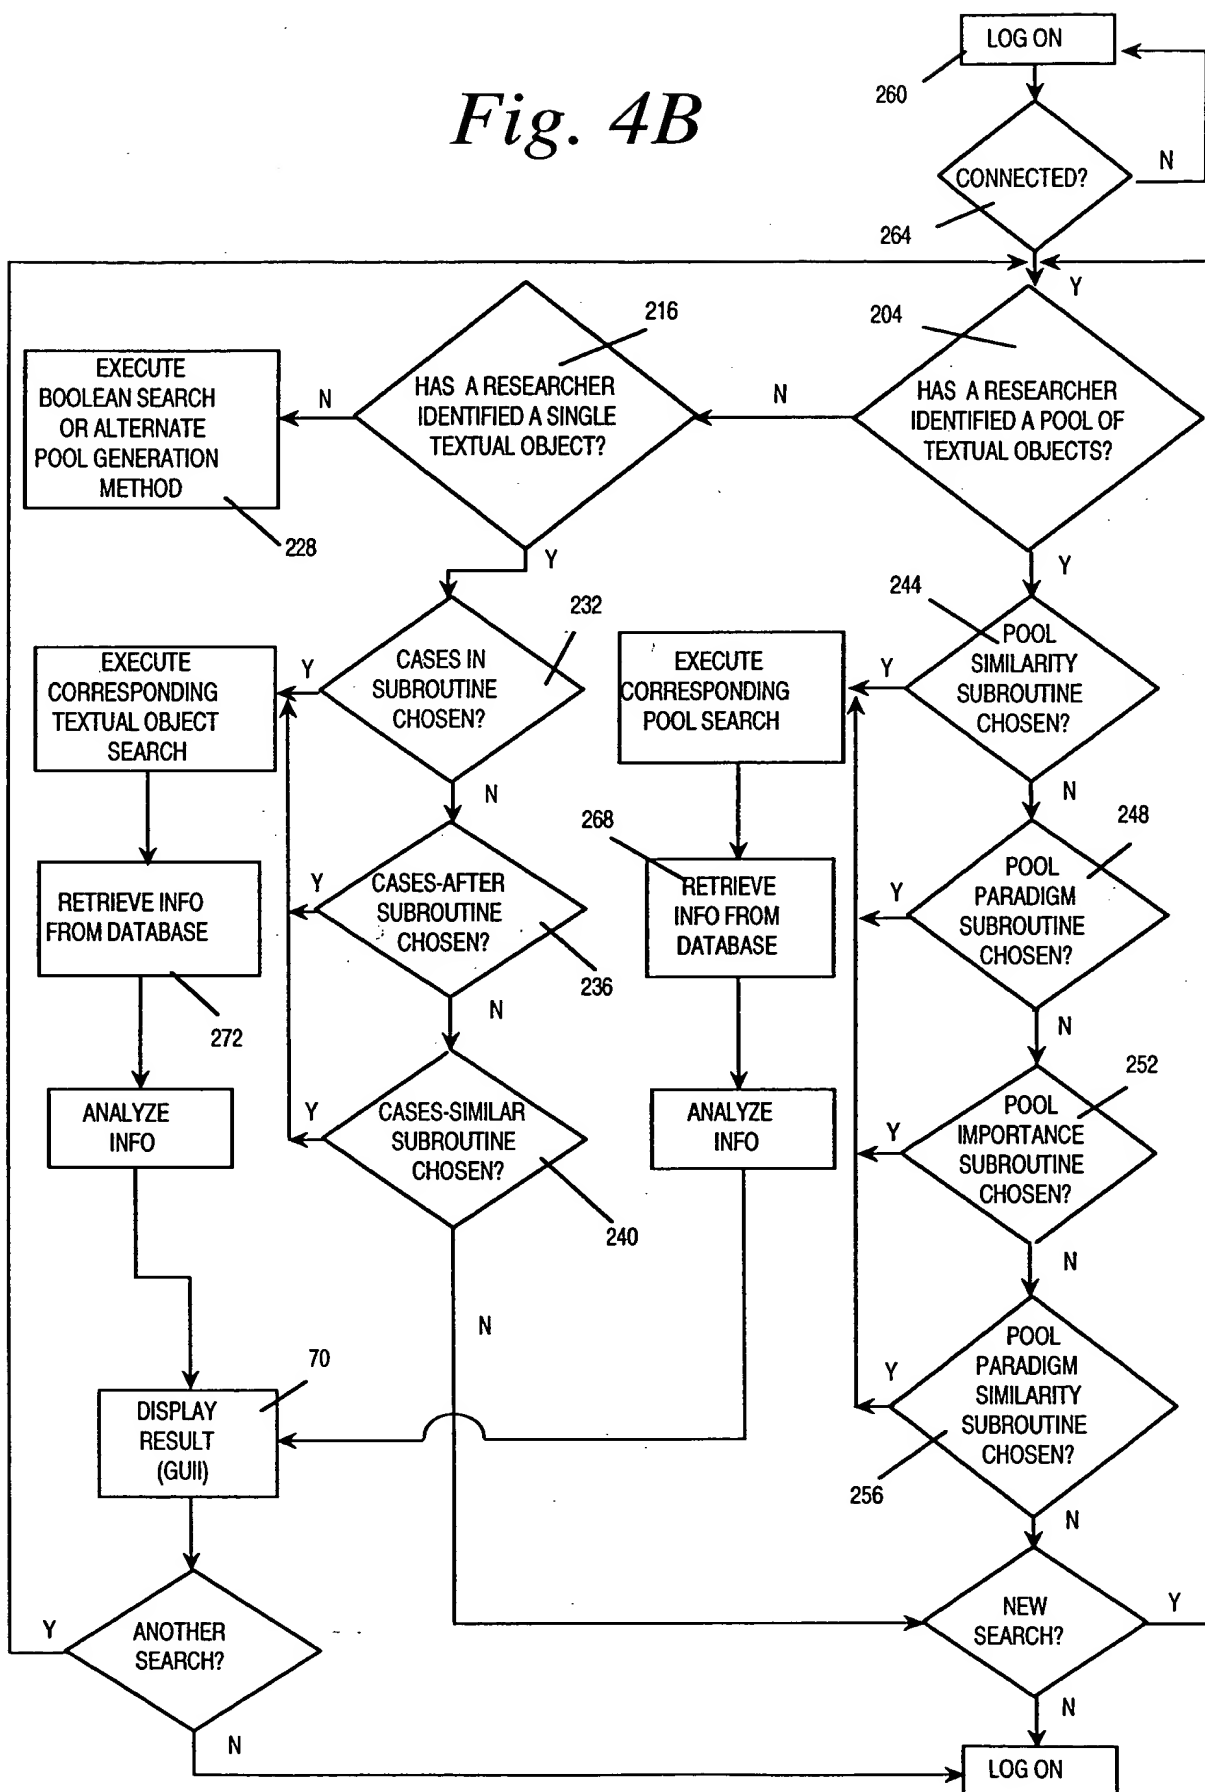 Fig. 4B
LOG ON
260
CONNECTED?
N
264
Y
216
204
EXECUTE
BOOLEAN SEARCH
OR ALTERNATE
POOL GENERATION
METHOD
N
HAS A RESEARCHER
IDENTIFIED A SINGLE
TEXTUAL OBJECT?
N
HAS A RESEARCHER
IDENTIFIED A POOL OF
TEXTUAL OBJECTS?
228
Y
Y
232
244
EXECUTE
CORRESPONDING
TEXTUAL OBJECT
SEARCH
Y
CASES IN
SUBROUTINE
CHOSEN?
EXECUTE
CORRESPONDING
POOL SEARCH
Y
POOL
SIMILARITY
SUBROUTINE
CHOSEN?
N
N
268
248
RETRIEVE INFO
FROM DATABASE
Y
CASES-AFTER
SUBROUTINE
CHOSEN?
RETRIEVE
INFO FROM
DATABASE
Y
POOL
PARADIGM
SUBROUTINE
CHOSEN?
236
272
N
N
252
ANALYZE
INFO
Y
CASES-SIMILAR
SUBROUTINE
CHOSEN?
ANALYZE
INFO
Y
POOL
IMPORTANCE
SUBROUTINE
CHOSEN?
240
N
N
70
DISPLAY
RESULT
(GUII)
Y
POOL
PARADIGM
SIMILARITY
SUBROUTINE
CHOSEN?
256
N
Y
ANOTHER
SEARCH?
NEW
SEARCH?
Y
N
N
LOG ON